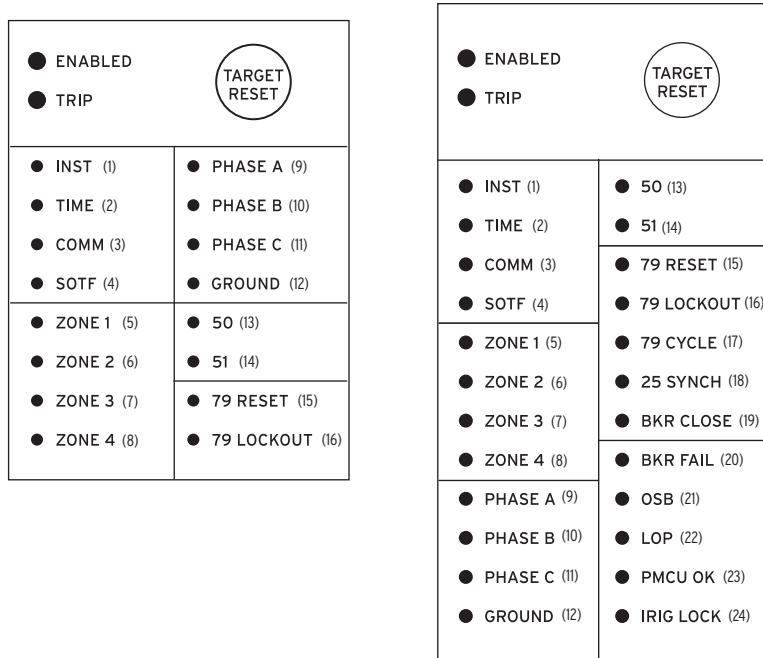 ENABLED
TRIP
TARGET
RESET
INST (1)
TIME (2)
COMM (3)
SOTF (4)
PHASE A (9)
PHASE B (10)
PHASE C (11)
GROUND (12)
ZONE 1 (5)
ZONE 2 (6)
ZONE 3 (7)
ZONE 4 (8)
50 (13)
51 (14)
79 RESET (15)
79 LOCKOUT (16)
ENABLED
TRIP
TARGET
RESET
INST (1)
TIME (2)
COMM (3)
SOTF (4)
ZONE 1 (5)
ZONE 2 (6)
ZONE 3 (7)
ZONE 4 (8)
PHASE A (9)
PHASE B (10)
PHASE C (11)
GROUND (12)
50 (13)
51 (14)
79 RESET (15)
79 LOCKOUT (16)
79 CYCLE (17)
25 SYNCH (18)
BKR CLOSE (19)
BKR FAIL (20)
OSB (21)
LOP (22)
PMCU OK (23)
IRIG LOCK (24)